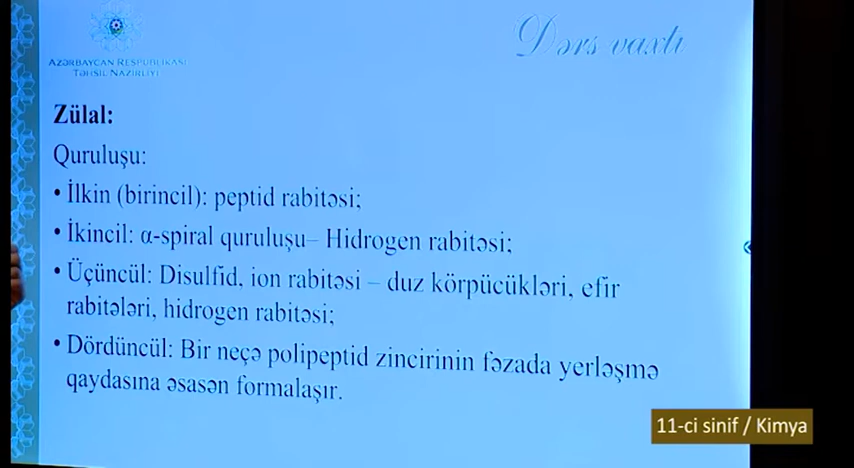 Dərs vaxtı
AZƏRBAYCAN RESPUBLİKASI
TƏHSİL NAZİRLİYİ
Zülal:
Quruluşu:
• İlkin (birincil): peptid rabitəsi;
• İkincil: α-spiral quruluşu– Hidrogen rabitəsi;
• Üçüncül: Disulfid, ion rabitəsi – duz körpücükləri, efir
rabitələri, hidrogen rabitəsi;
• Dördüncül: Bir neçə polipeptid zincirinin fəzada yerləşmə
qaydasına əsasən formalaşır.
11-ci sinif / Kimya